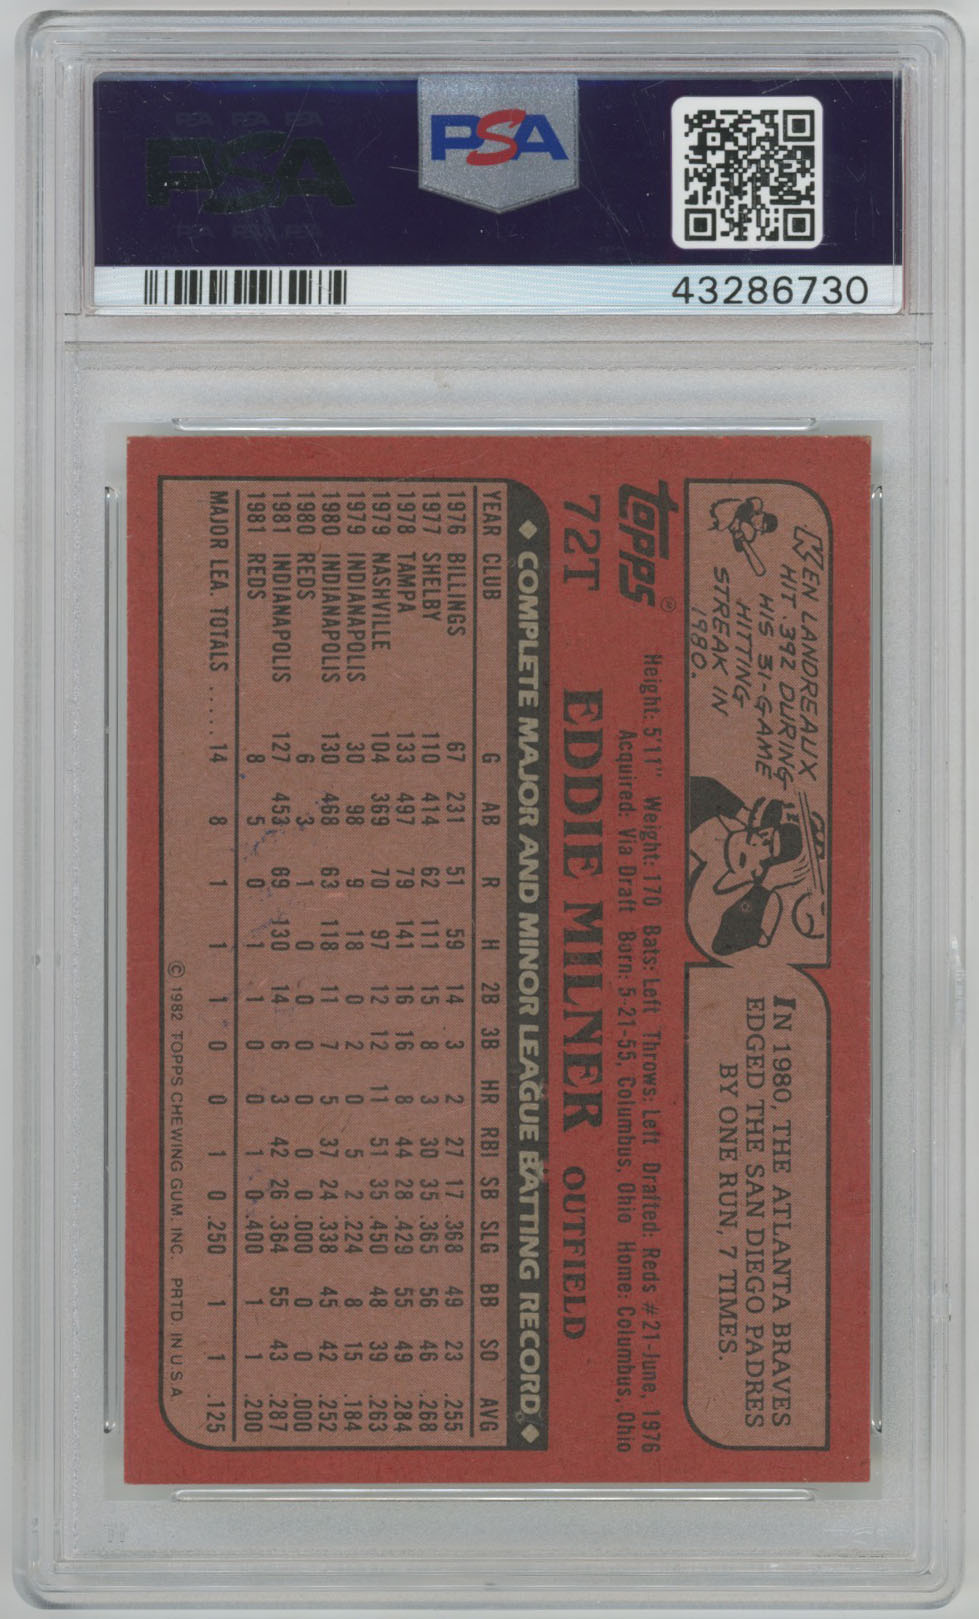 PSA PSA PSA
PSA
PSA PSA PSA
PSA
43286730
KEN LANDREAUX
HIT .392 DURING
HIS 31-GAME
HITTING
STREAK IN
1980.
IN 1980, THE ATLANTA BRAVES
EDGED THE SAN DIEGO PADRES
BY ONE RUN, 7 TIMES.
TOPPS®
72T
EDDIE MILNER OUTFIELD
Height: 5'11" Weight: 170 Bats: Left Throws: Left Drafted: Reds #21-June, 1976
Acquired: Via Draft Born: 5-21-55, Columbus, Ohio Home: Columbus, Ohio
◆ COMPLETE MAJOR AND MINOR LEAGUE BATTING RECORD ◆
YEAR CLUB G AB R H 2B 3B HR RBI SB SLG BB SO AVG
1976 BILLINGS 67 231 51 59 14 3 2 27 17 .368 49 23 .255
1977 SHELBY 110 414 62 111 15 8 3 30 35 .365 56 46 .268
1978 TAMPA 133 497 79 141 16 16 8 44 28 .429 55 49 .284
1979 NASHVILLE 104 369 70 97 12 12 11 51 35 .450 48 39 .263
1979 INDIANAPOLIS 30 98 9 18 0 2 0 5 2 .224 8 15 .184
1980 INDIANAPOLIS 130 468 63 118 11 7 5 37 24 .338 45 42 .252
1980 REDS 6 3 1 0 0 0 0 0 0 .000 0 0 .000
1981 INDIANAPOLIS 127 453 69 130 14 6 3 42 26 .364 55 43 .287
1981 REDS 8 5 0 1 1 0 0 1 0 .400 1 1 .200
MAJOR LEA. TOTALS ...... 14 8 1 1 1 0 0 1 0 .250 1 1 .125
© 1982 TOPPS CHEWING GUM, INC. PRTD. IN U.S.A.